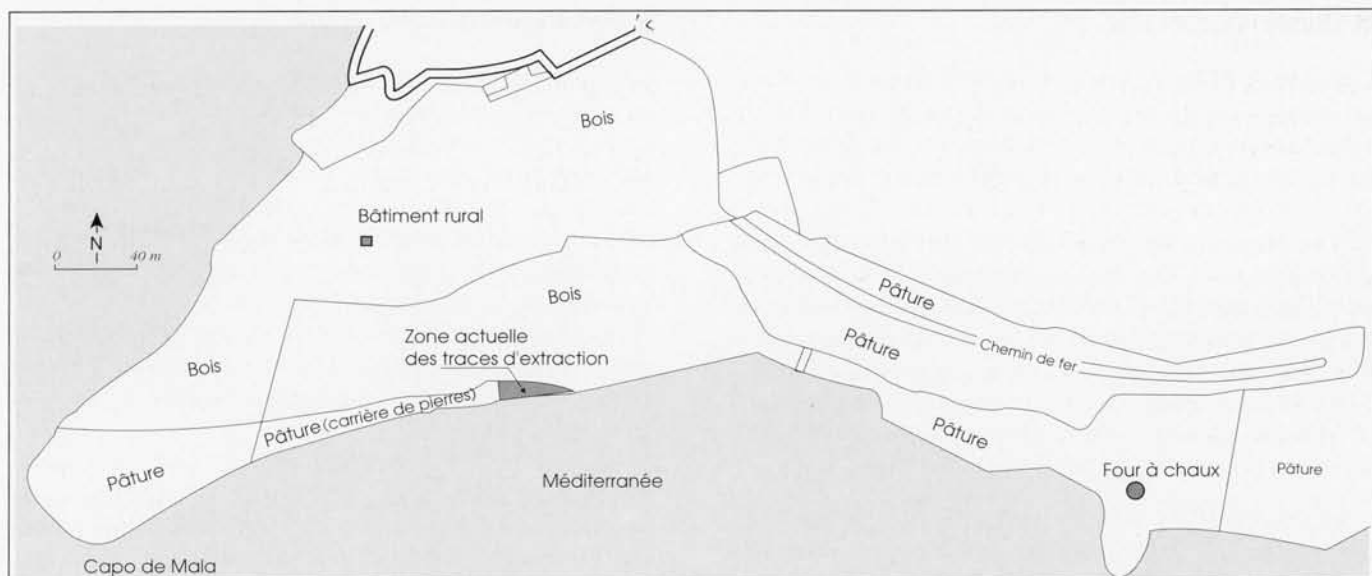 Bois
Bâtiment rural
N
0 40 m
Pâture
Bois
Zone actuelle
des traces d'extraction
Pâture
Chemin de fer
Bois
Pâture (carrière de pierres)
Pâture
Pâture
Four à chaux
Pâture
Méditerranée
Capo de Mala